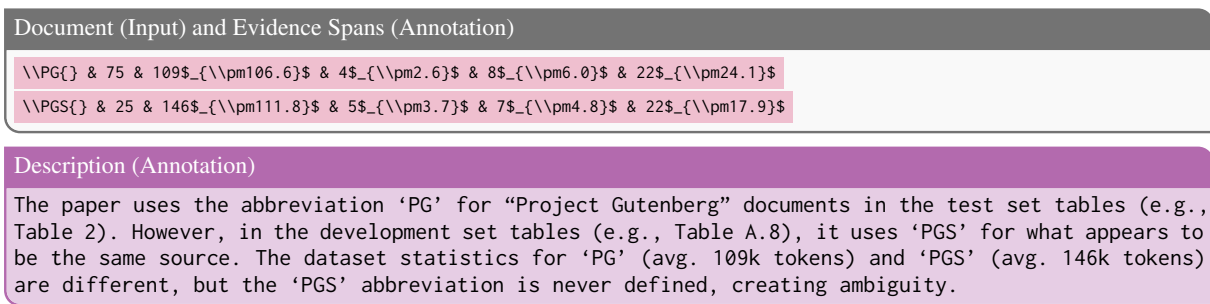 Document (Input) and Evidence Spans (Annotation)
\\PG{} & 75 & 109$_{\\pm106.6}$ & 4$_{\\pm2.6}$ & 8$_{\\pm6.0}$ & 22$_{\\pm24.1}$
\\PGS{} & 25 & 146$_{\\pm111.8}$ & 5$_{\\pm3.7}$ & 7$_{\\pm4.8}$ & 22$_{\\pm17.9}$
Description (Annotation)
The paper uses the abbreviation ‘PG’ for “Project Gutenberg” documents in the test set tables (e.g.,
Table 2). However, in the development set tables (e.g., Table A.8), it uses ‘PGS’ for what appears to
be the same source. The dataset statistics for ‘PG’ (avg. 109k tokens) and ‘PGS’ (avg. 146k tokens)
are different, but the ‘PGS’ abbreviation is never defined, creating ambiguity.